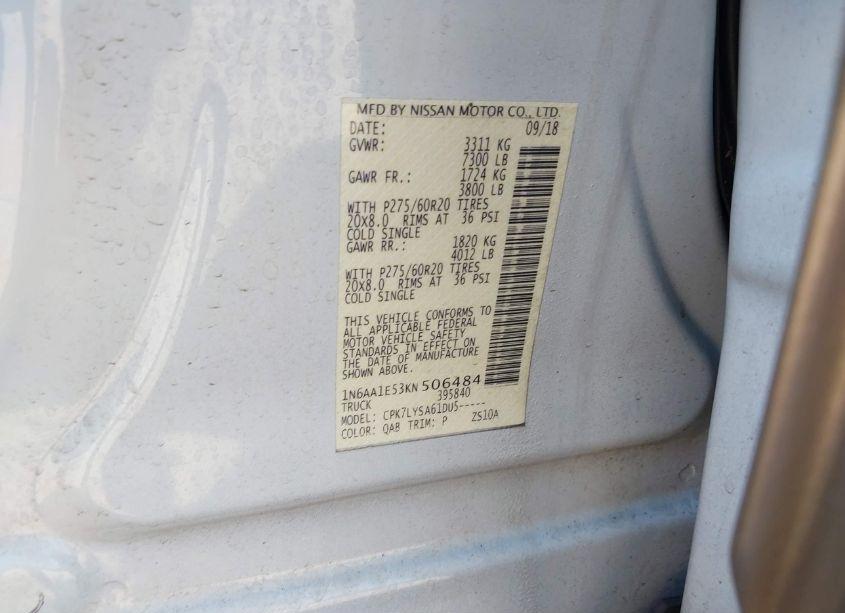 MFD BY NISSAN MOTOR CO., LTD.
DATE: 09/18
GVWR: 3311 KG
7300 LB
GAWR FR.: 1724 KG
3800 LB
WITH P275/60R20 TIRES
20x8.0 RIMS AT 36 PSI
COLD SINGLE
GAWR RR.: 1820 KG
4012 LB
WITH P275/60R20 TIRES
20x8.0 RIMS AT 36 PSI
COLD SINGLE
THIS VEHICLE CONFORMS TO
ALL APPLICABLE FEDERAL
MOTOR VEHICLE SAFETY
STANDARDS IN EFFECT ON
THE DATE OF MANUFACTURE
SHOWN ABOVE.
1N6AA1E53KN 506484
TRUCK 395840
MODEL: CPK7LYSA61DU5-----
COLOR: QAB TRIM: P ZS10A